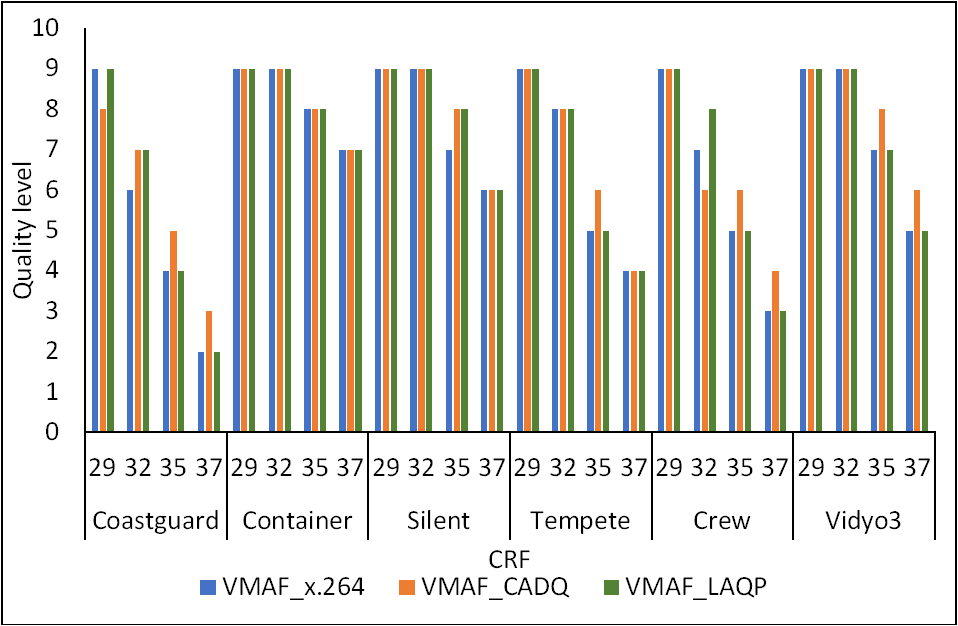 10
9
8
7
6
5
4
3
2
1
0
Quality level
29 32 35 37 29 32 35 37 29 32 35 37 29 32 35 37 29 32 35 37 29 32 35 37
Coastguard Container Silent Tempete Crew Vidyo3
CRF
VMAF_x.264 VMAF_CADQ VMAF_LAQP